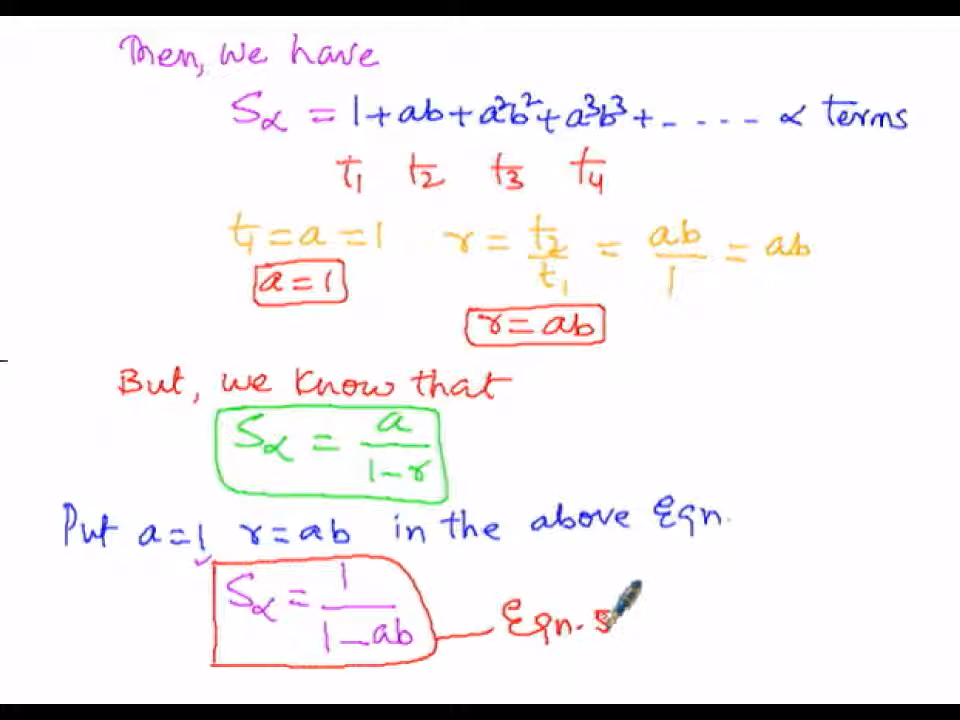 Then, we have
S∝ = 1 + ab + a²b² + a³b³ + - - - - - ∝ terms
t₁ t₂ t₃ t₄
t₁ = a = 1 r = t₂/t₁ = ab/1 = ab
a = 1
r = ab
But, we know that
S∝ = a/1-r
Put a=1 r=ab in the above Eqn.
S∝ = 1/1-ab
Eqn. 5